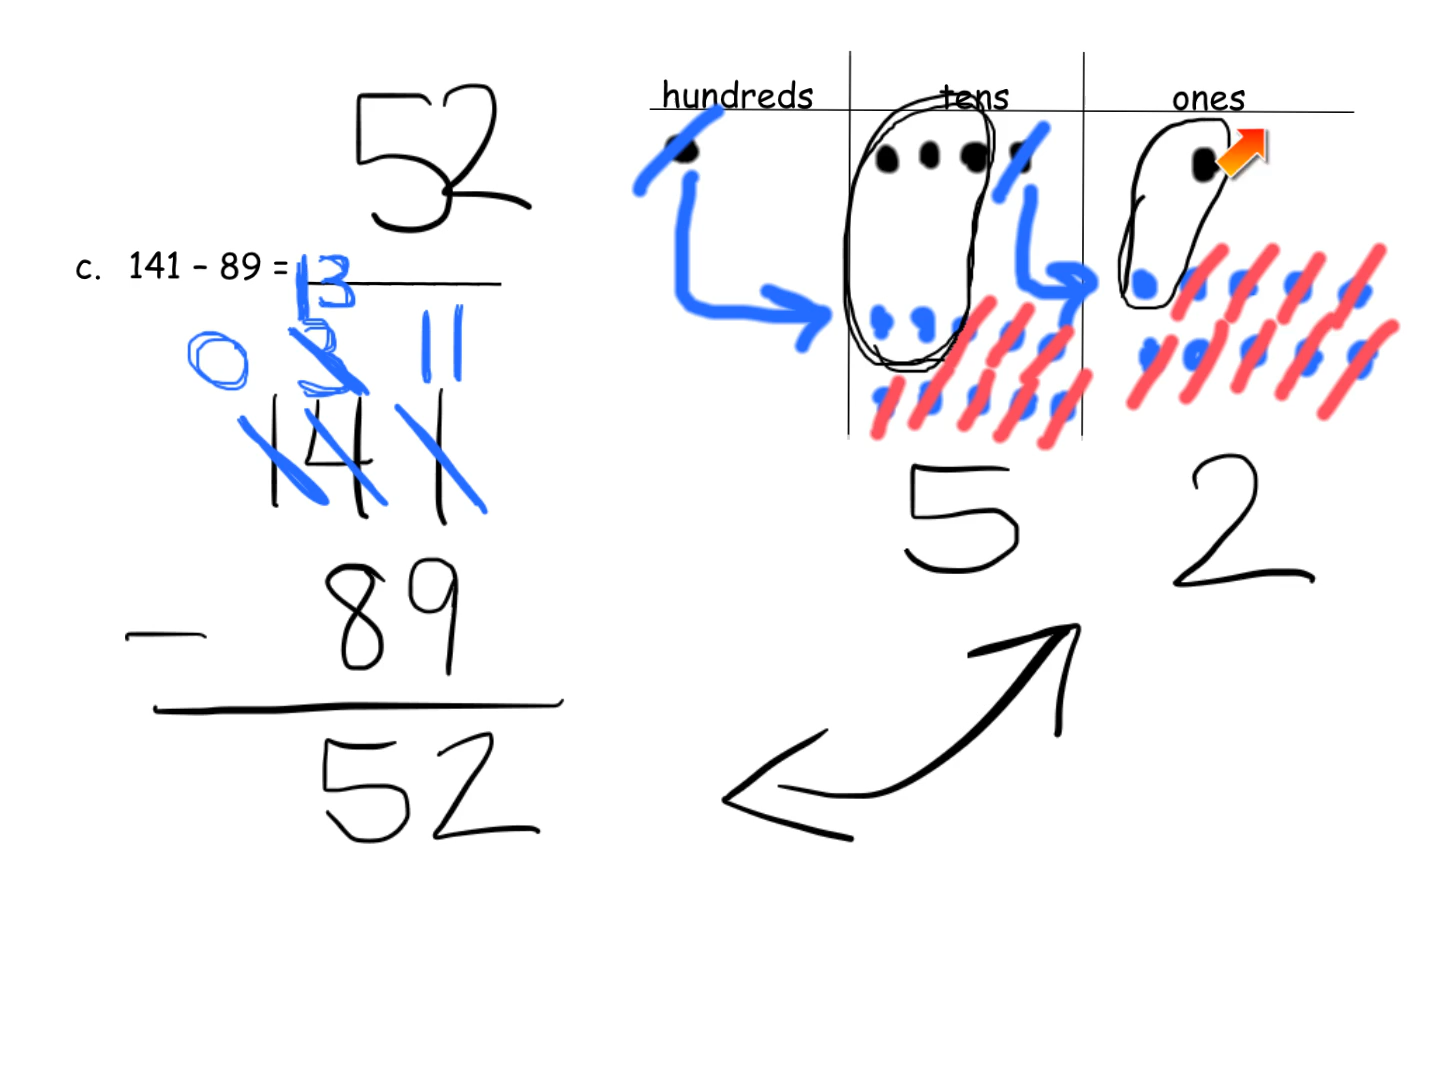 52
hundreds tens ones
c. 141 - 89 =
13
0 3 11
141
- 89
52
5 2